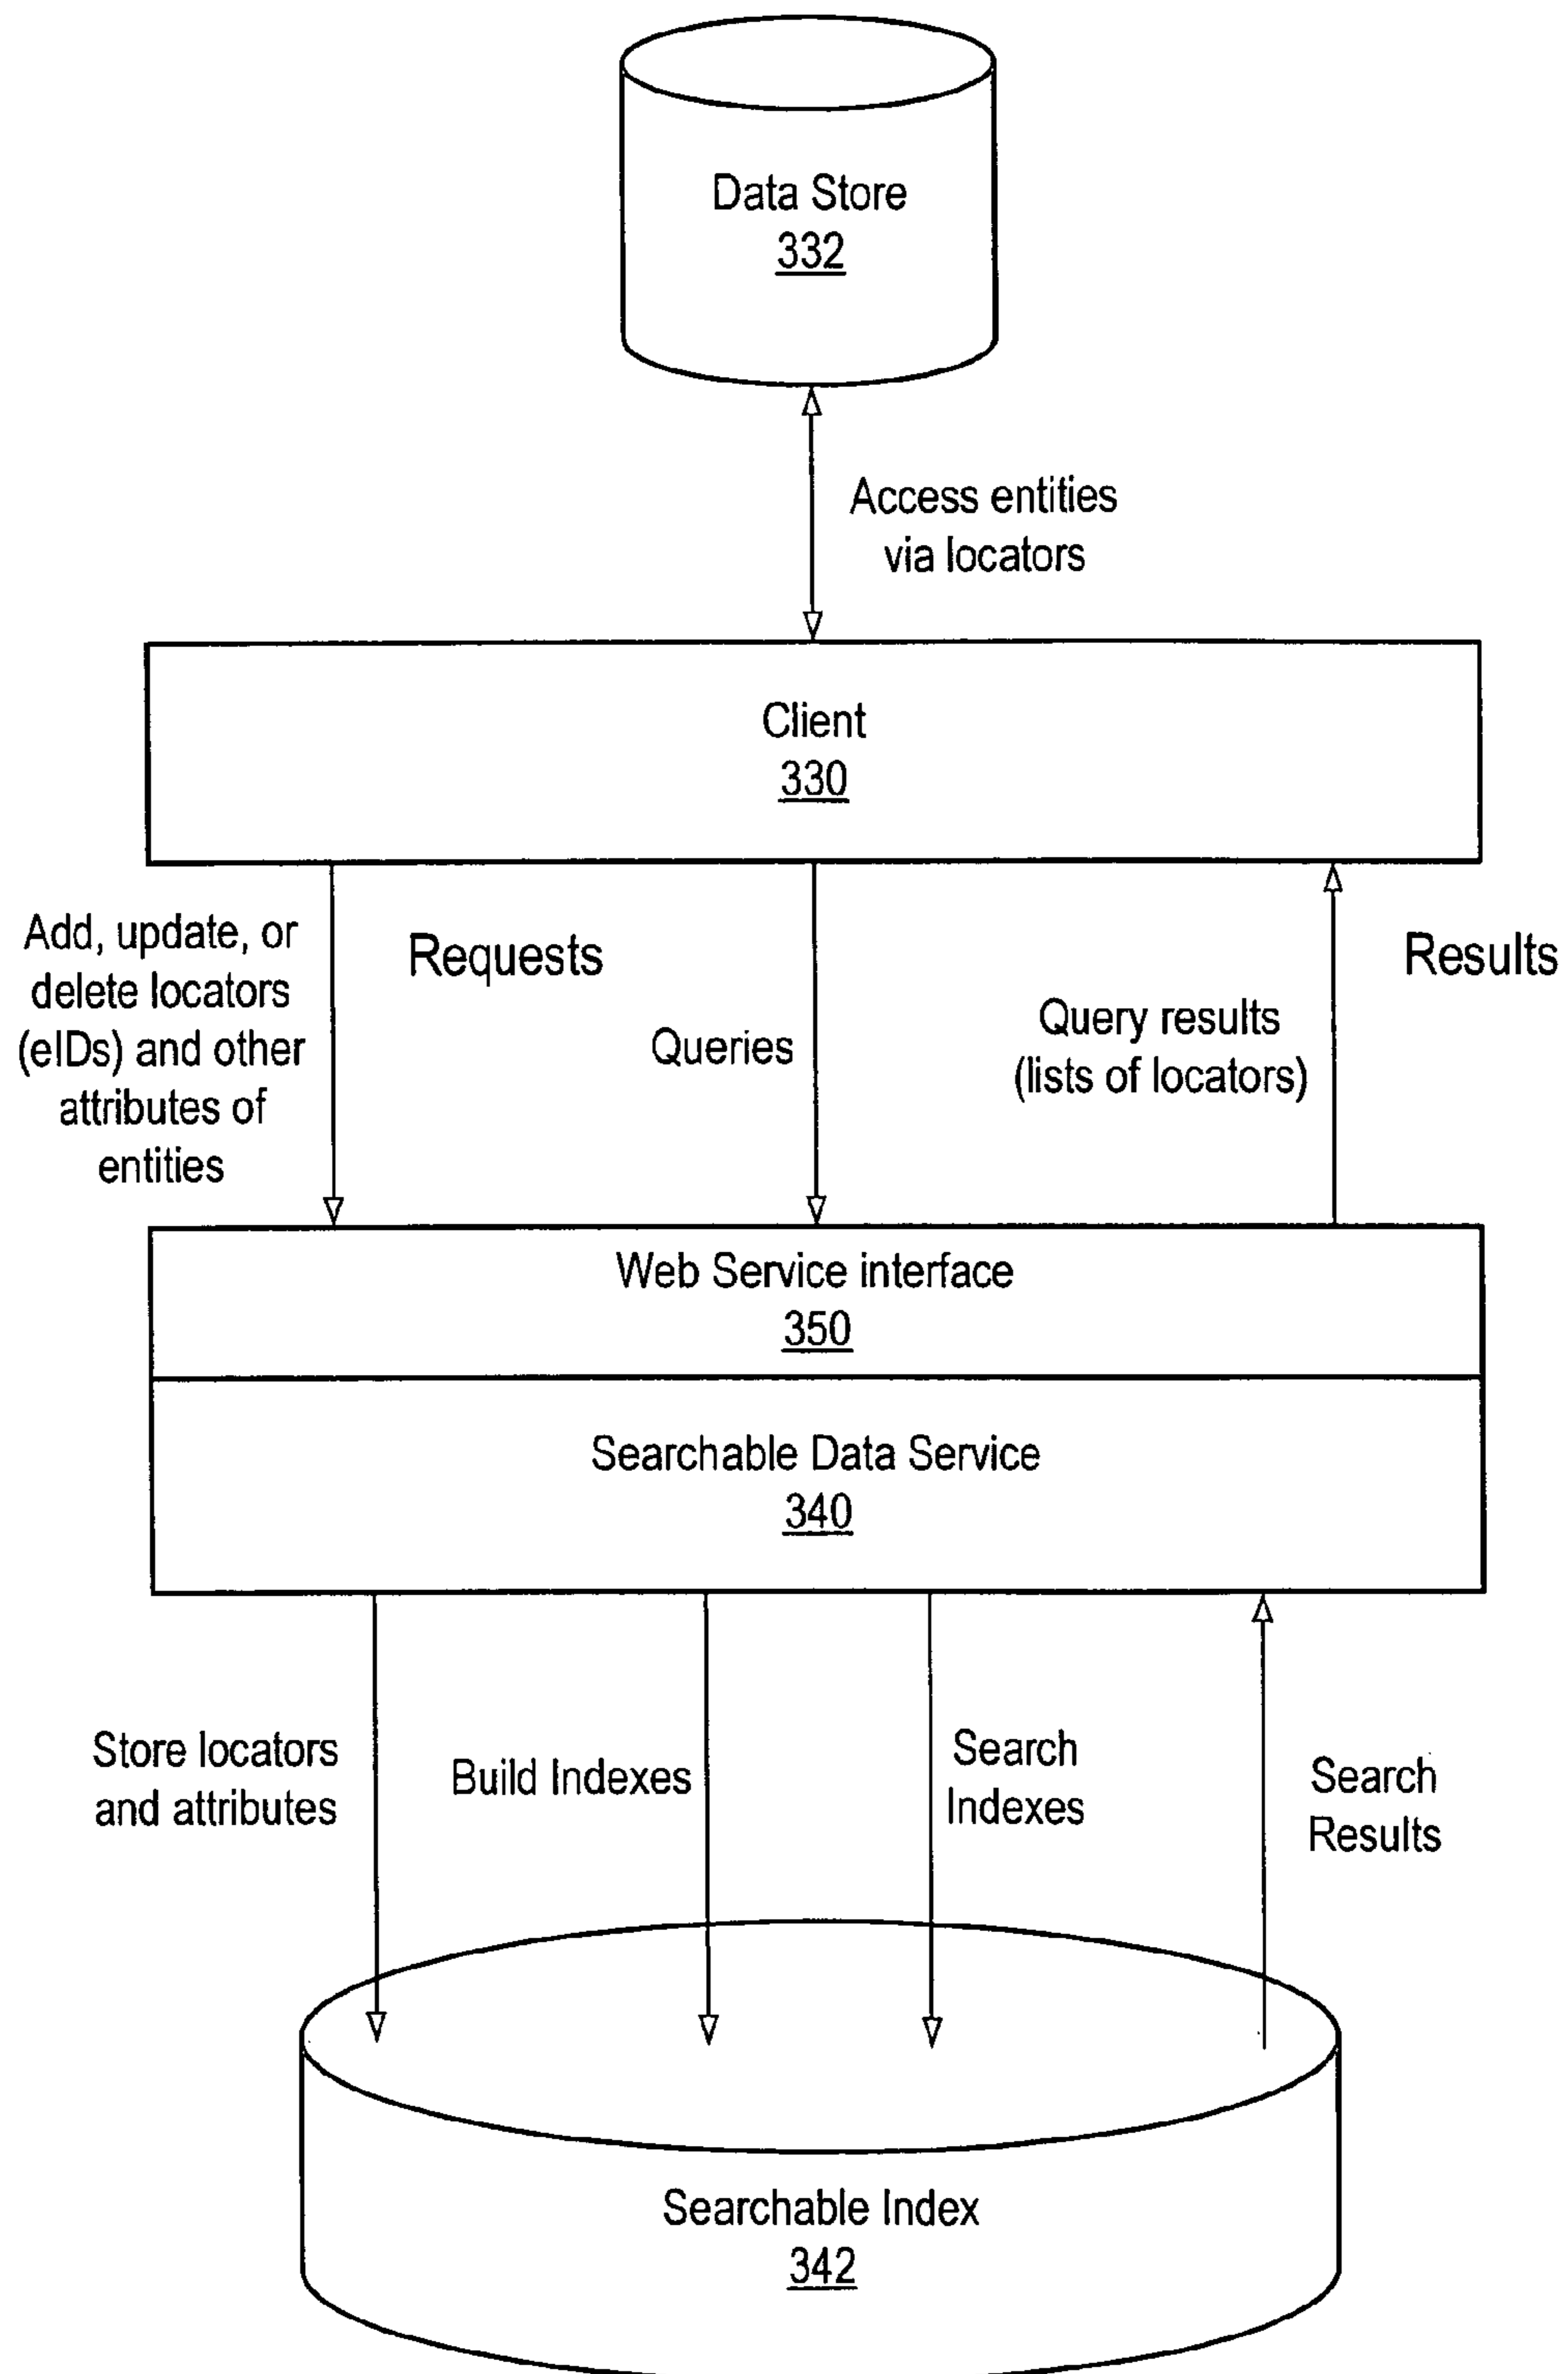 Data Store
332
Access entities
via locators
Client
330
Add, update, or
delete locators
(eIDs) and other
attributes of
entities
Requests
Queries
Query results
(lists of locators)
Results
Web Service interface
350
Searchable Data Service
340
Store locators
and attributes
Build Indexes
Search
Indexes
Search
Results
Searchable Index
342